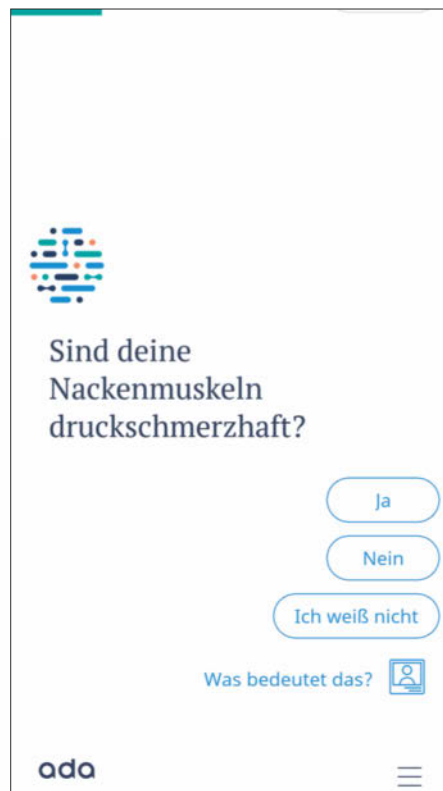 Sind deine
Nackenmuskeln
druckschmerzhaft?
Ja
Nein
Ich weiß nicht
Was bedeutet das?
ada